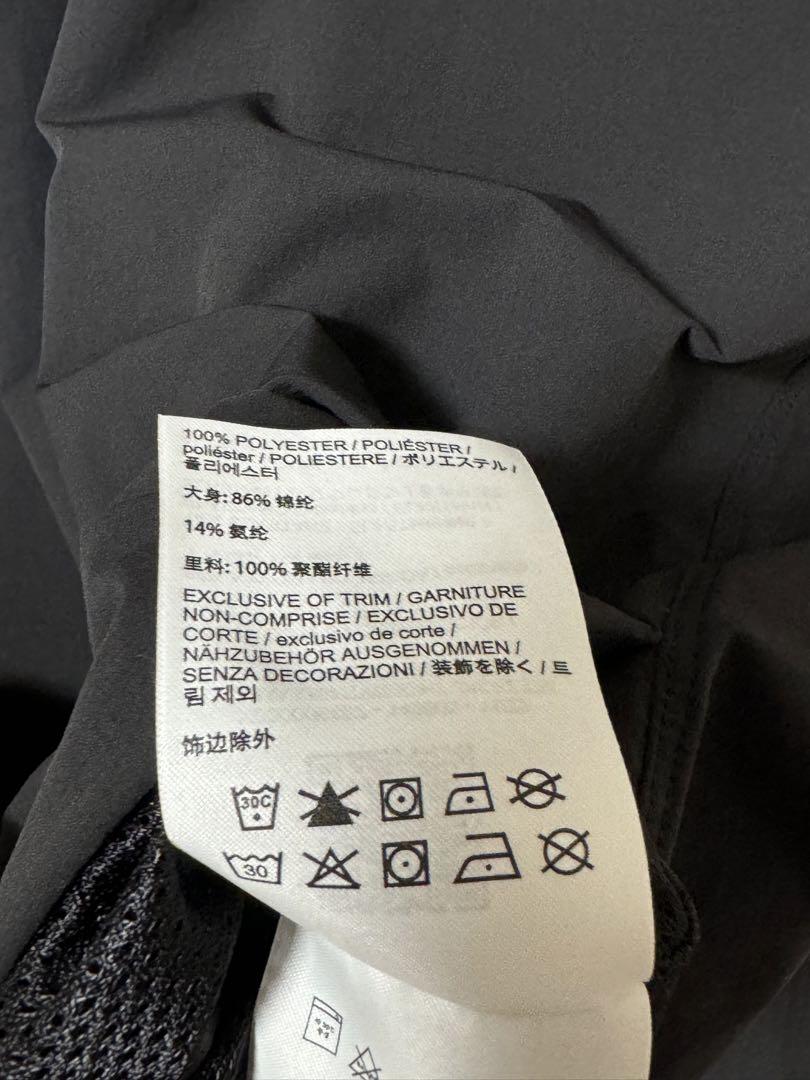 100% POLYESTER / POLIÉSTER /
poliéster / POLIESTERE / ポリエステル /
폴리에스터
大身: 86% 锦纶
14% 氨纶
里料: 100% 聚酯纤维
EXCLUSIVE OF TRIM / GARNITURE
NON-COMPRISE / EXCLUSIVO DE
CORTE / exclusivo de corte /
NÄHZUBEHÖR AUSGENOMMEN /
SENZA DECORAZIONI / 装飾を除く / 트
림 제외
饰边除外
30C
30